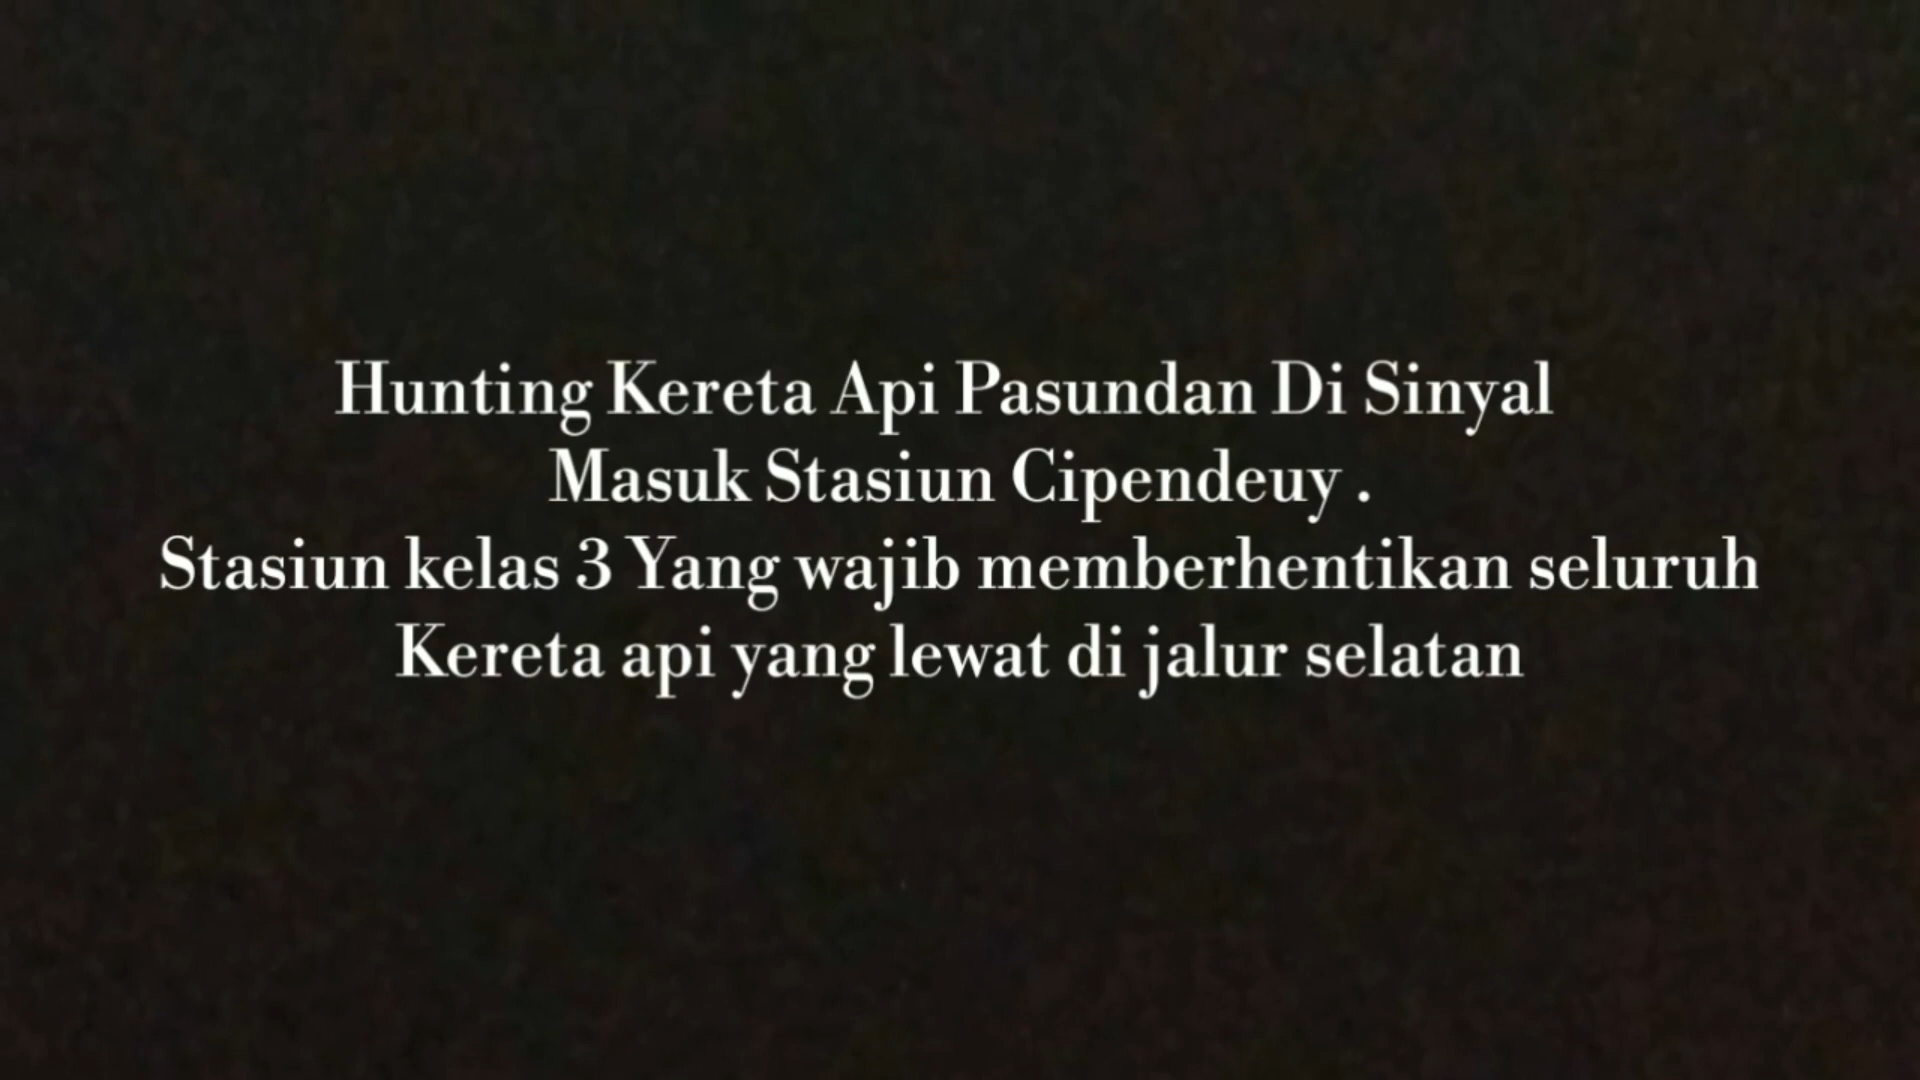 Hunting Kereta Api Pasundan Di Sinyal
Masuk Stasiun Cipendeuy .
Stasiun kelas 3 Yang wajib memberhentikan seluruh
Kereta api yang lewat di jalur selatan